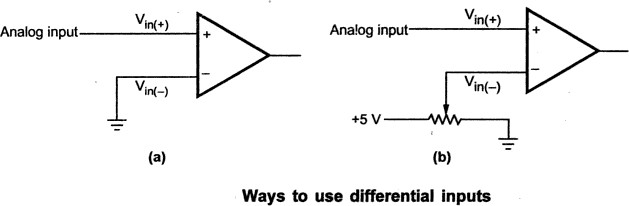 Analog input
Vin(+)
+
−
Vin(−)
(a)
Analog input
Vin(+)
+
−
Vin(−)
+5 V
(b)
Ways to use differential inputs